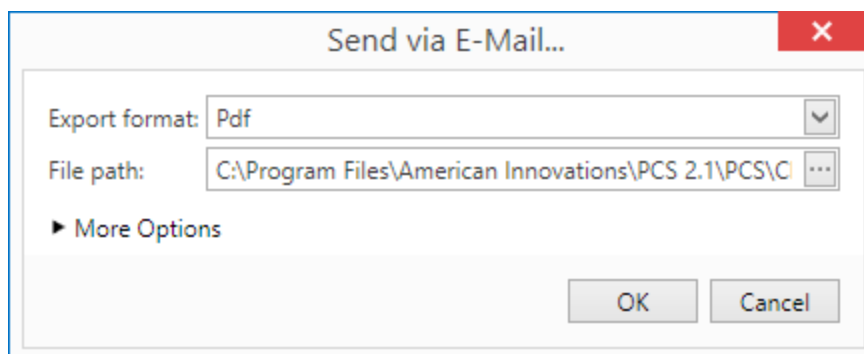 Send via E-Mail...
Export format: Pdf
File path: C:\Program Files\American Innovations\PCS 2.1\PCS\Cl ...
More Options
OK Cancel